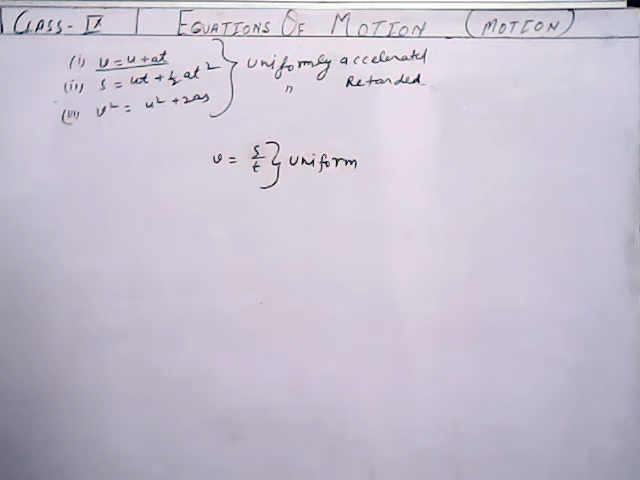 CLASS- IX | EQUATIONS OF MOTION (MOTION)
(i) v = u + at
(ii) s = ut + ½ at² } Uniformly accelerated
(iii) v² = u² + 2as " Retarded
v = s/t } Uniform